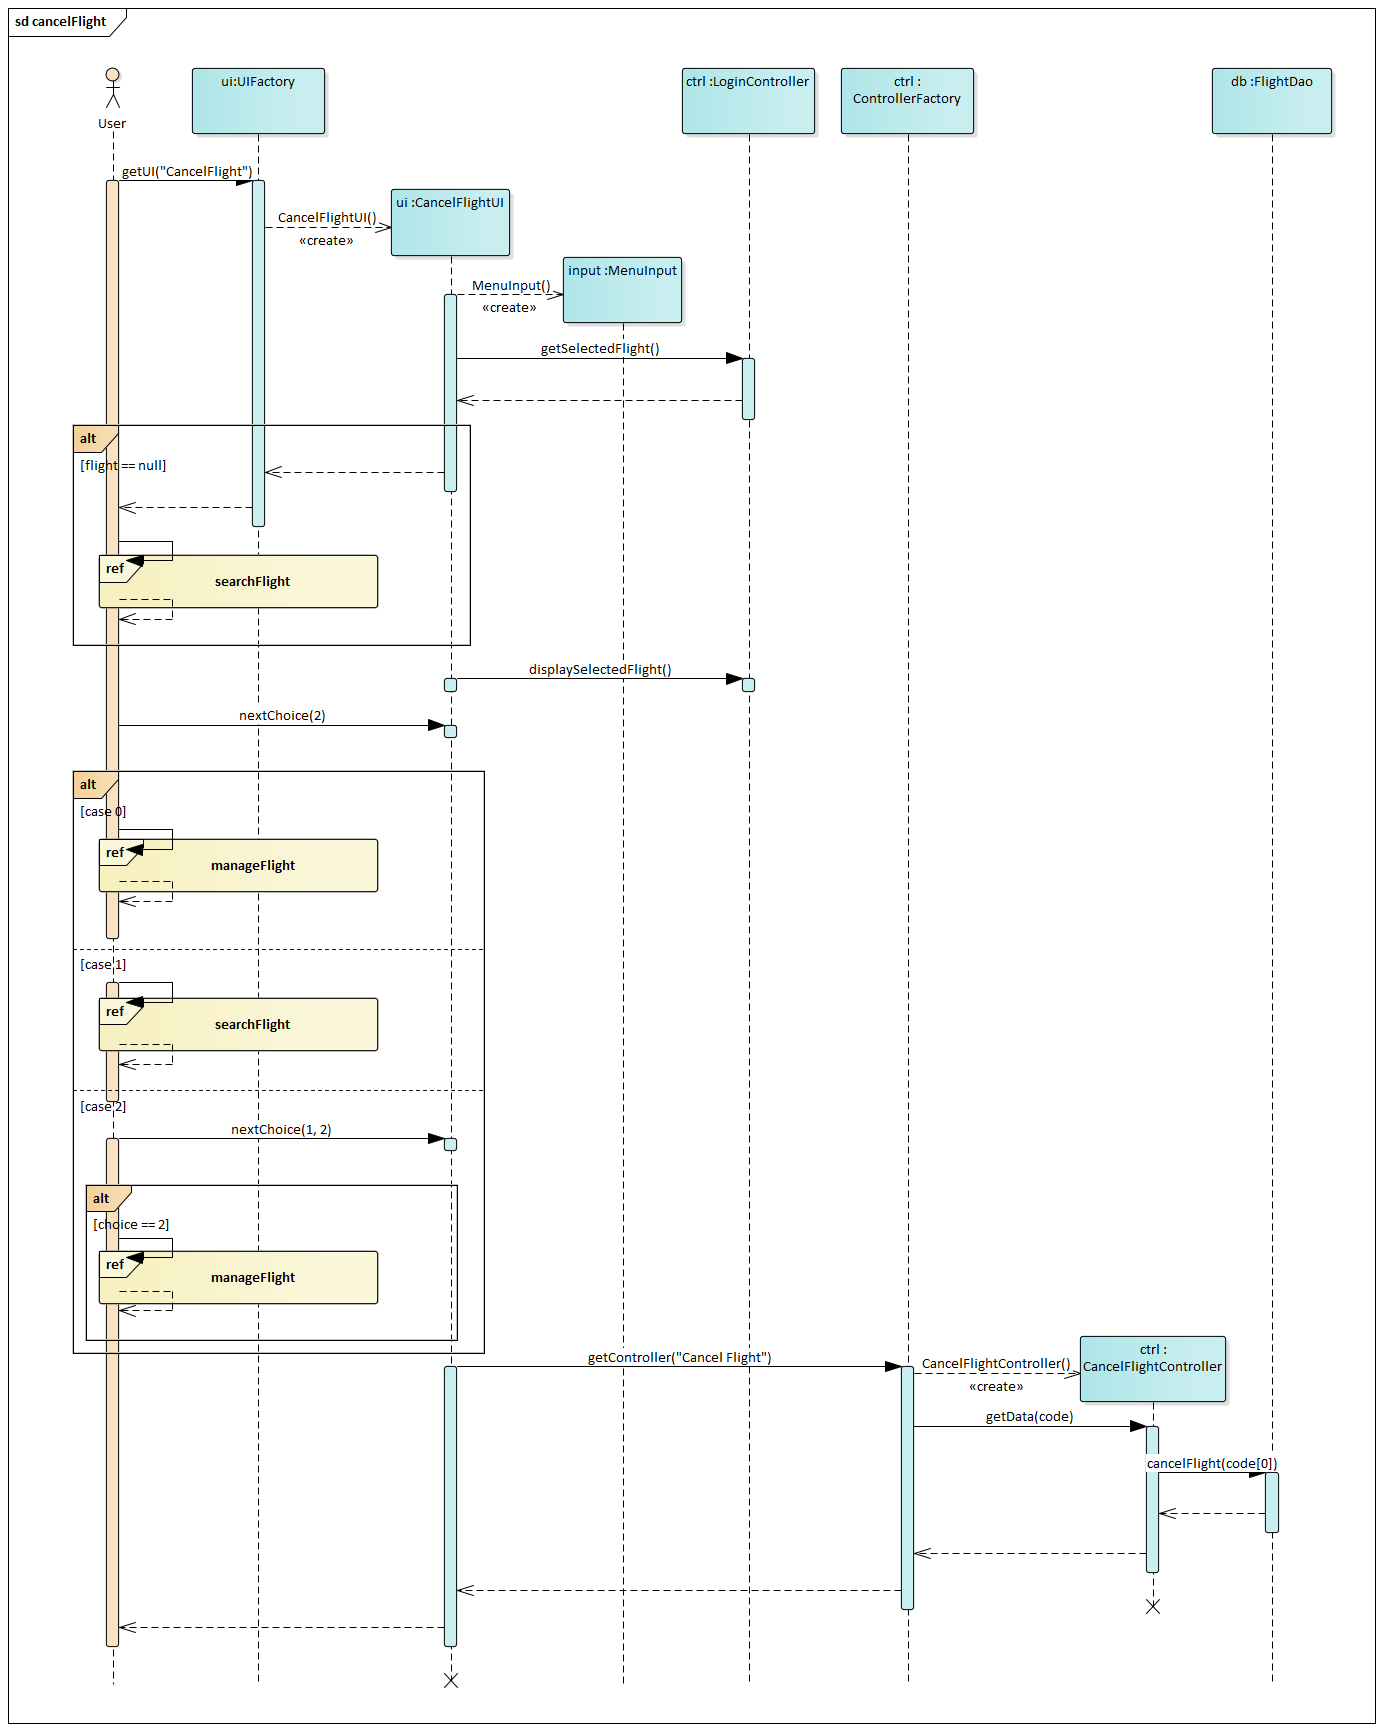 sd cancelFlight
User
ui:UIFactory
ctrl :LoginController
ctrl :
ControllerFactory
db :FlightDao
getUI("CancelFlight")
ui :CancelFlightUI
CancelFlightUI()
«create»
input :MenuInput
MenuInput()
«create»
getSelectedFlight()
alt
[flight == null]
ref
searchFlight
displaySelectedFlight()
nextChoice(2)
alt
[case 0]
ref
manageFlight
[case 1]
ref
searchFlight
[case 2]
nextChoice(1, 2)
alt
[choice == 2]
ref
manageFlight
getController("Cancel Flight")
CancelFlightController()
«create»
ctrl :
CancelFlightController
getData(code)
cancelFlight(code[0])